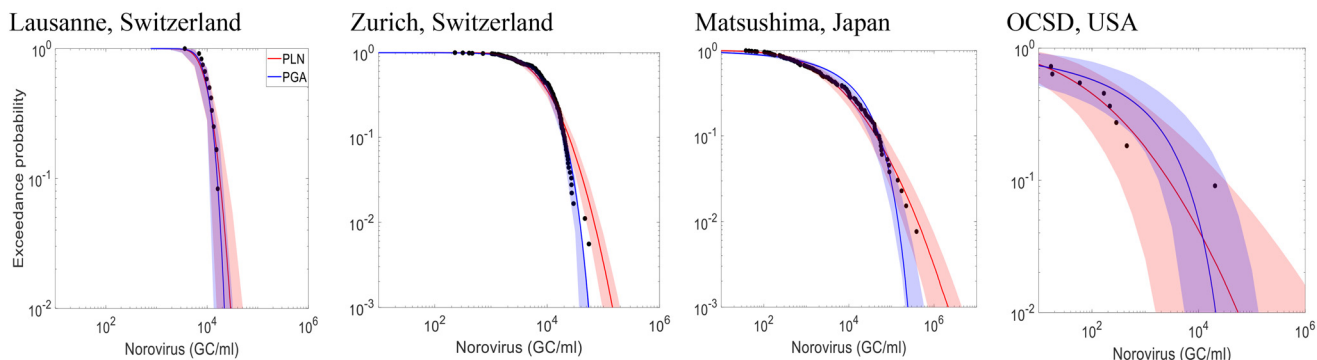 Lausanne, Switzerland
Zurich, Switzerland
Matsushima, Japan
OCSD, USA
Exceedance probability
10^0
10^-1
10^-2
PLN
PGA
10^2
10^4
10^6
Norovirus (GC/ml)
10^0
10^-1
10^-2
10^-3
10^2
10^4
10^6
Norovirus (GC/ml)
10^0
10^-1
10^-2
10^-3
10^2
10^4
10^6
Norovirus (GC/ml)
10^0
10^-1
10^-2
10^2
10^4
10^6
Norovirus (GC/ml)